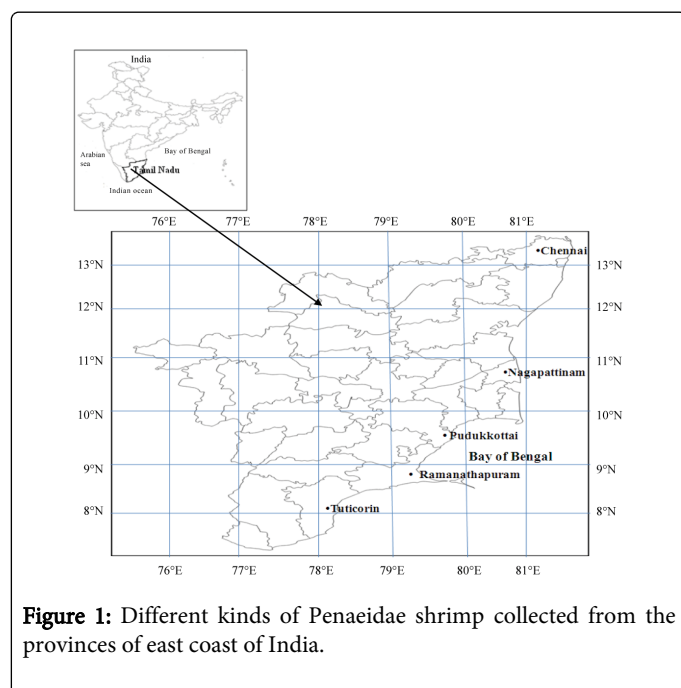 India
Arabian
sea
Bay of Bengal
Tamil Nadu
Indian ocean
76°E 77°E 78°E 79°E 80°E 81°E
•Chennai
13°N 13°N
12°N 12°N
11°N 11°N
•Nagapattinam
10°N 10°N
•Pudukkottai
Bay of Bengal
9°N 9°N
•Ramanathapuram
8°N 8°N
•Tuticorin
76°E 77°E 78°E 79°E 80°E 81°E
Figure 1: Different kinds of Penaeidae shrimp collected from the
provinces of east coast of India.